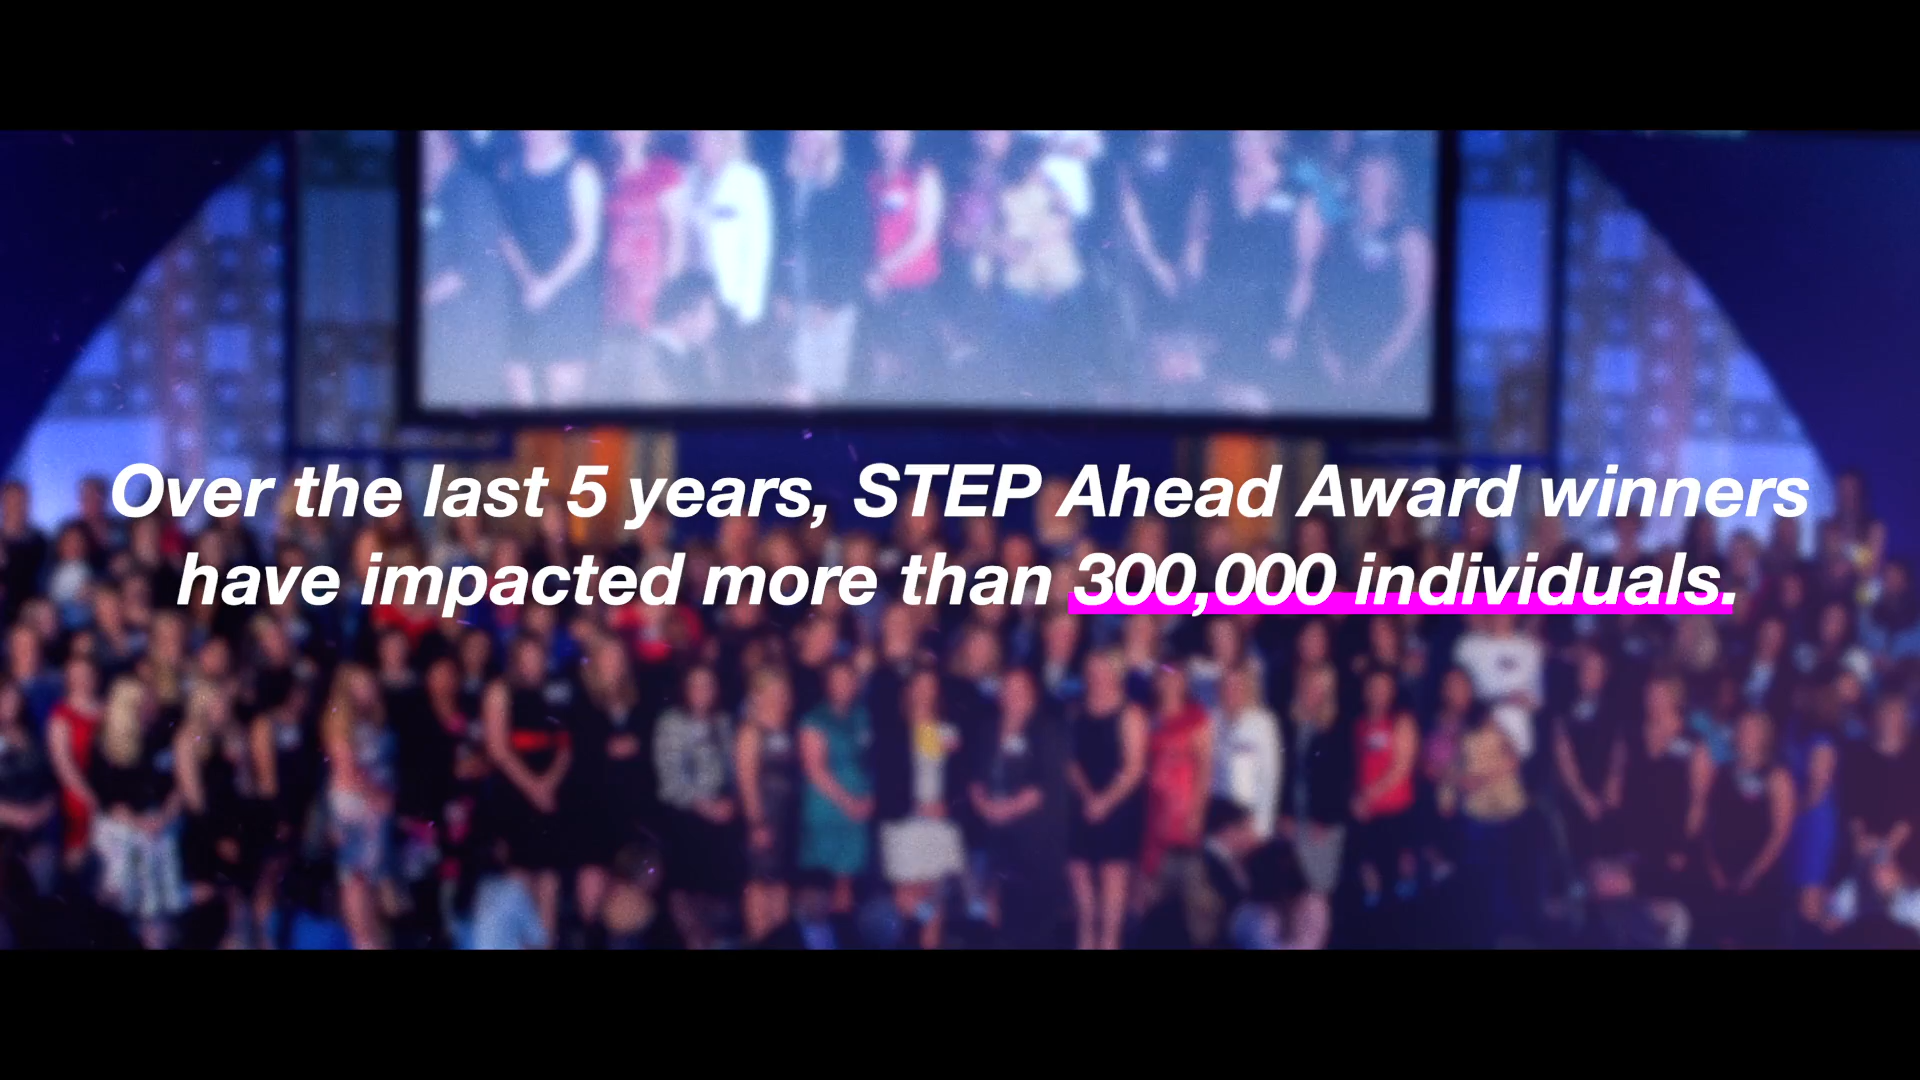 Over the last 5 years, STEP Ahead Award winners
have impacted more than 300,000 individuals.